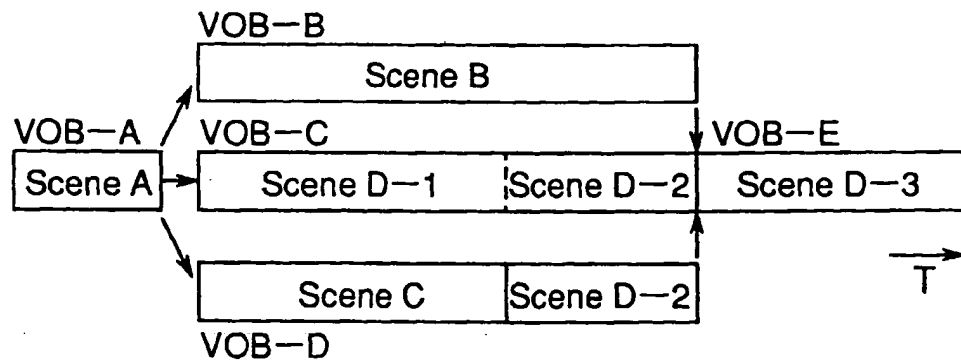 VOB—B
Scene B
VOB—A
VOB—C
VOB—E
Scene A
Scene D—1
Scene D—2
Scene D—3
T
Scene C
Scene D—2
VOB—D